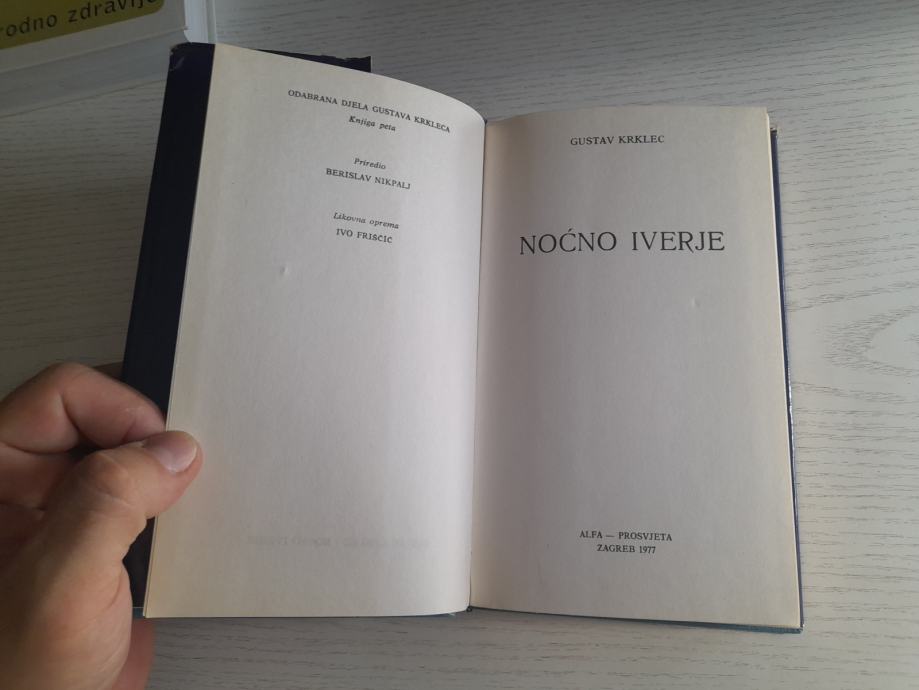 rodno zdravlje
ODABRANA DJELA GUSTAVA KRKLECA
Knjiga peta
Priredio
BERISLAV NIKPALJ
Likovna oprema
IVO FRIŠČIĆ
GUSTAV KRKLEC
NOĆNO IVERJE
ALFA — PROSVJETA
ZAGREB 1977